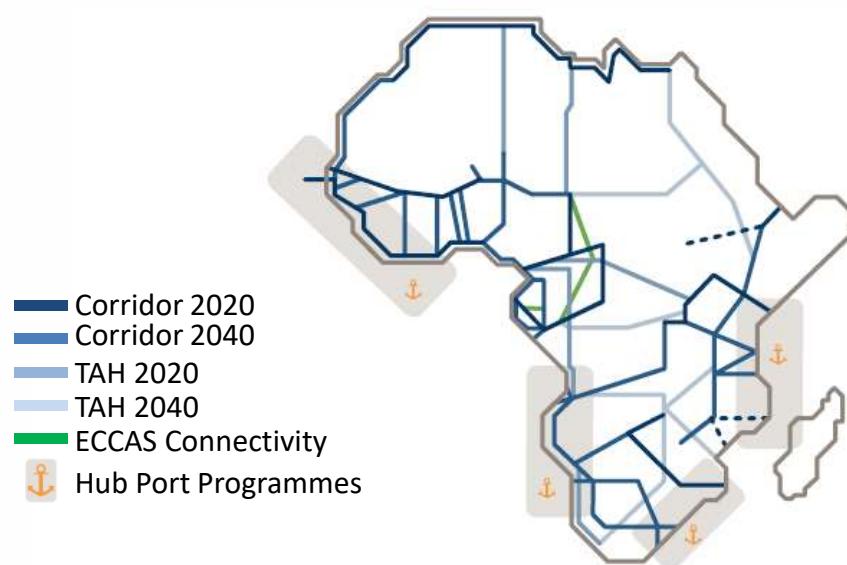 Corridor 2020
Corridor 2040
TAH 2020
TAH 2040
ECCAS Connectivity
Hub Port Programmes